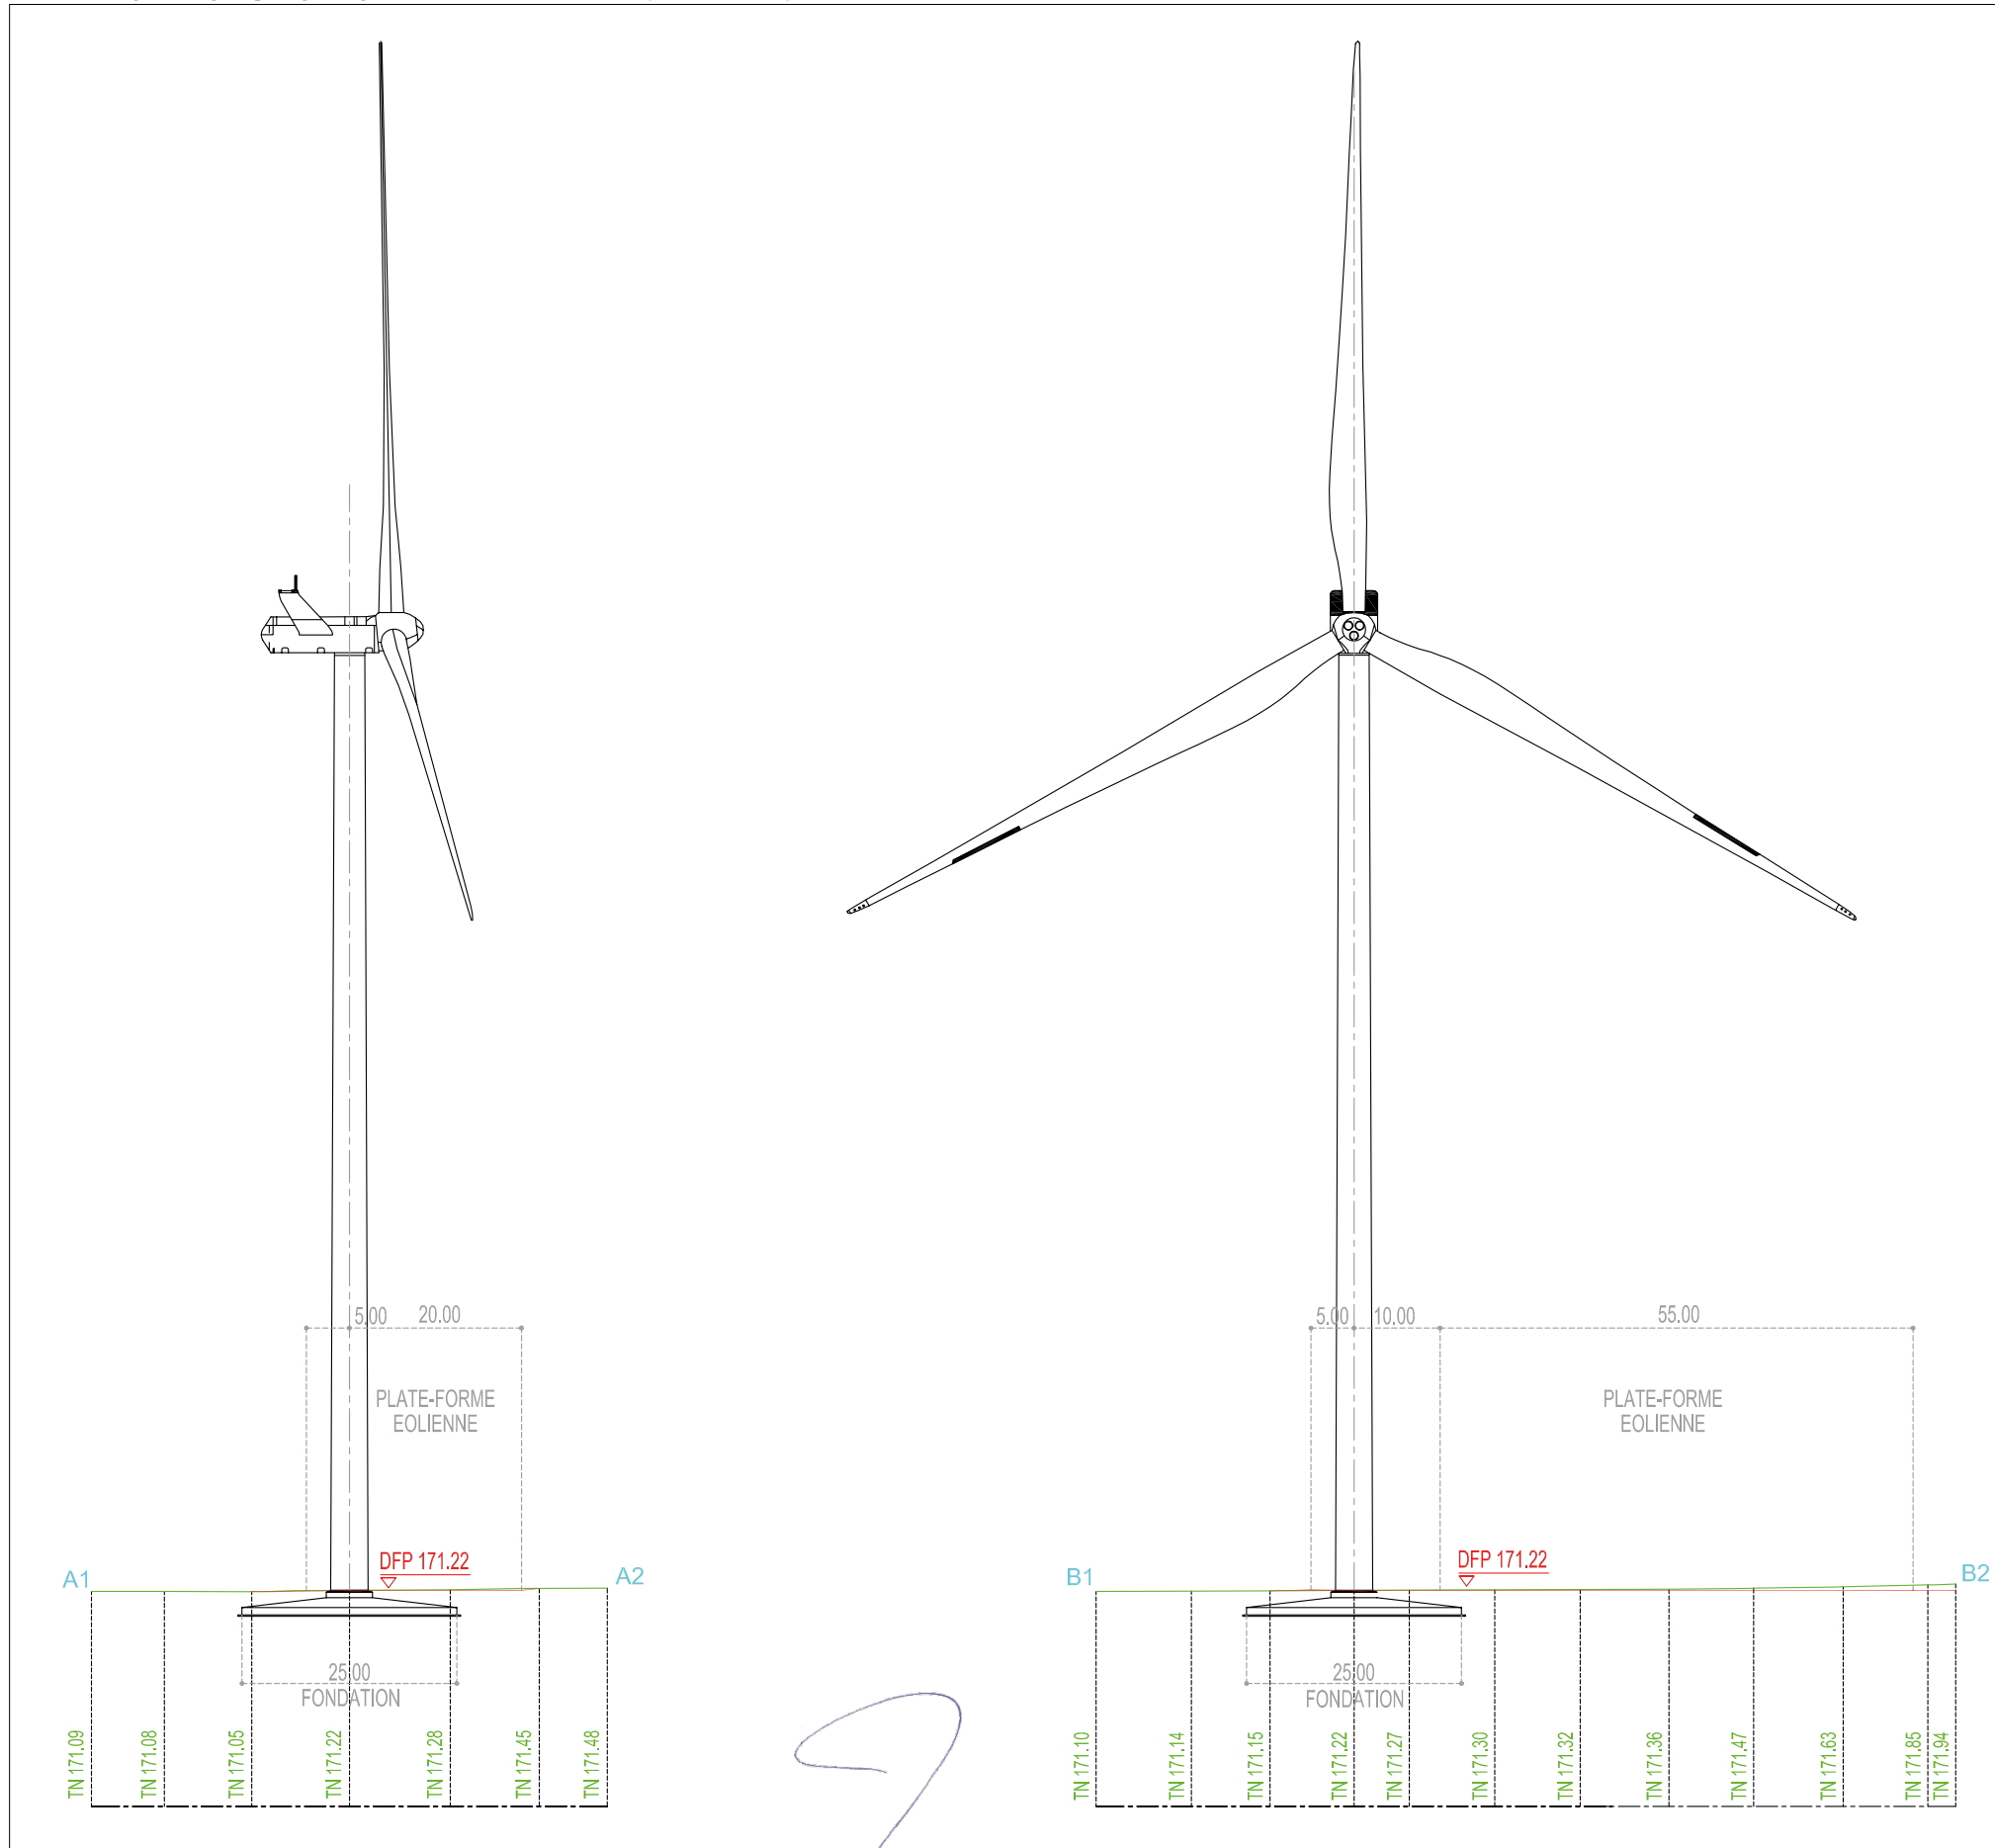 5.00 20.00
PLATE-FORME
EOLIENNE
DFP 171.22
A1
A2
25.00
FONDATION
TN 171.09
TN 171.08
TN 171.05
TN 171.22
TN 171.28
TN 171.45
TN 171.48
5.00 10.00 55.00
PLATE-FORME
EOLIENNE
DFP 171.22
B1
B2
25.00
FONDATION
TN 171.10
TN 171.14
TN 171.15
TN 171.22
TN 171.27
TN 171.30
TN 171.32
TN 171.36
TN 171.47
TN 171.63
TN 171.85
TN 171.94